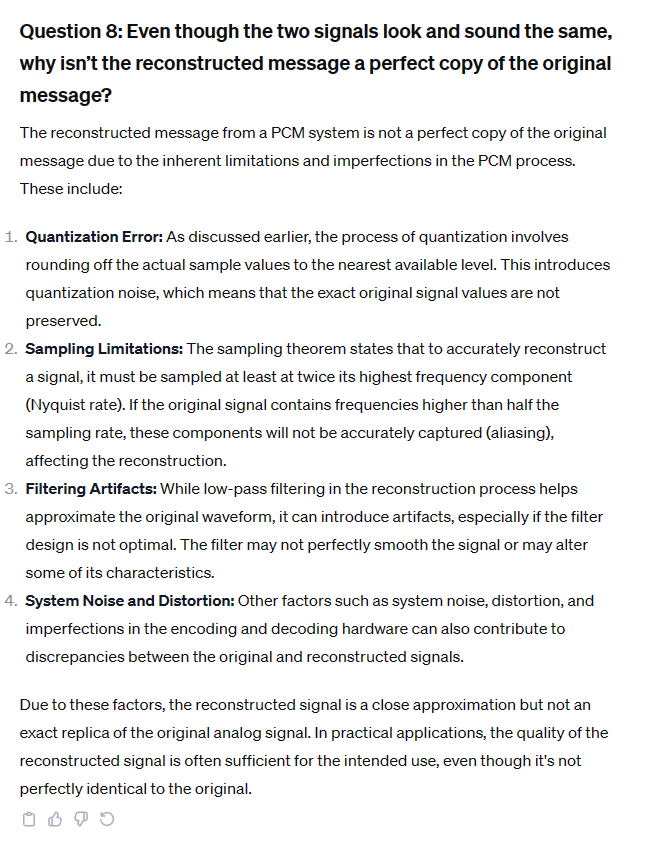 Question 8: Even though the two signals look and sound the same,
why isn’t the reconstructed message a perfect copy of the original
message?
The reconstructed message from a PCM system is not a perfect copy of the original
message due to the inherent limitations and imperfections in the PCM process.
These include:
1. Quantization Error: As discussed earlier, the process of quantization involves
rounding off the actual sample values to the nearest available level. This introduces
quantization noise, which means that the exact original signal values are not
preserved.
2. Sampling Limitations: The sampling theorem states that to accurately reconstruct
a signal, it must be sampled at least at twice its highest frequency component
(Nyquist rate). If the original signal contains frequencies higher than half the
sampling rate, these components will not be accurately captured (aliasing),
affecting the reconstruction.
3. Filtering Artifacts: While low-pass filtering in the reconstruction process helps
approximate the original waveform, it can introduce artifacts, especially if the filter
design is not optimal. The filter may not perfectly smooth the signal or may alter
some of its characteristics.
4. System Noise and Distortion: Other factors such as system noise, distortion, and
imperfections in the encoding and decoding hardware can also contribute to
discrepancies between the original and reconstructed signals.
Due to these factors, the reconstructed signal is a close approximation but not an
exact replica of the original analog signal. In practical applications, the quality of the
reconstructed signal is often sufficient for the intended use, even though it's not
perfectly identical to the original.